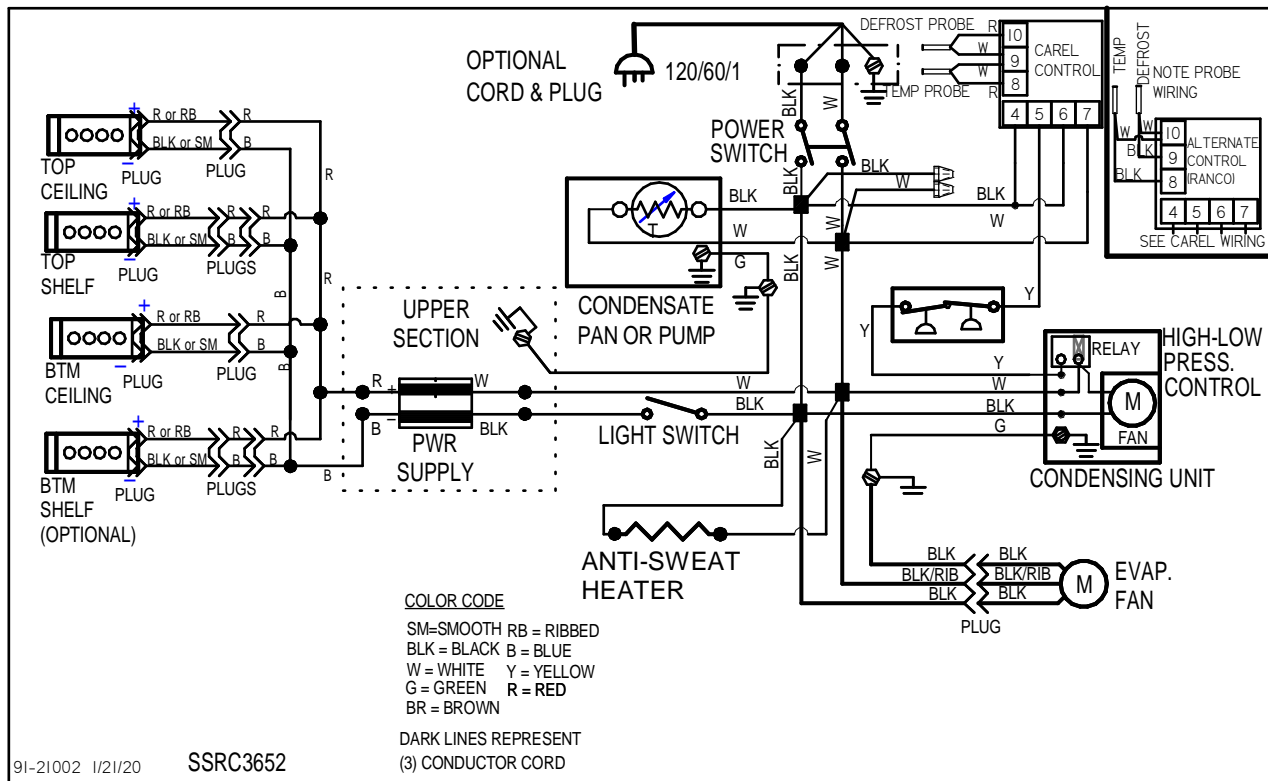 OPTIONAL
CORD & PLUG
120/60/1
DEFROST PROBE
R
W
W
TEMP PROBE
R
10
9
8
CAREL
CONTROL
4 5 6 7
TEMP
DEFROST
NOTE PROBE
WIRING
W
W
BLK
BLK
10
9
8
ALTERNATE
CONTROL
(RANCO)
4 5 6 7
SEE CAREL WIRING
BLK
W
POWER
SWITCH
BLK
W
BLK
W
BLK
W
BLK
W
BLK
W
T
G
CONDENSATE
PAN OR PUMP
BLK
W
R or RB
R
BLK or SM
B
+
–
TOP
CEILING
PLUG
PLUG
R
R or RB
R
R
BLK or SM
B
B
–
TOP
SHELF
PLUG
PLUGS
R
B
+
R or RB
R
BLK or SM
B
–
BTM
CEILING
PLUG
PLUG
B
+
R or RB
R
R
BLK or SM
B
B
–
BTM
SHELF
(OPTIONAL)
PLUG
PLUGS
B
UPPER
SECTION
R
+
W
B
–
BLK
PWR
SUPPLY
W
BLK
LIGHT SWITCH
Y
Y
Y
W
BLK
G
RELAY
M
FAN
HIGH-LOW
PRESS.
CONTROL
CONDENSING UNIT
BLK
W
ANTI-SWEAT
HEATER
BLK BLK
BLK/RIB BLK/RIB
BLK BLK
PLUG
M
EVAP.
FAN
COLOR CODE
SM=SMOOTH RB = RIBBED
BLK = BLACK B = BLUE
W = WHITE Y = YELLOW
G = GREEN R = RED
BR = BROWN
DARK LINES REPRESENT
(3) CONDUCTOR CORD
91-21002 1/21/20
SSRC3652